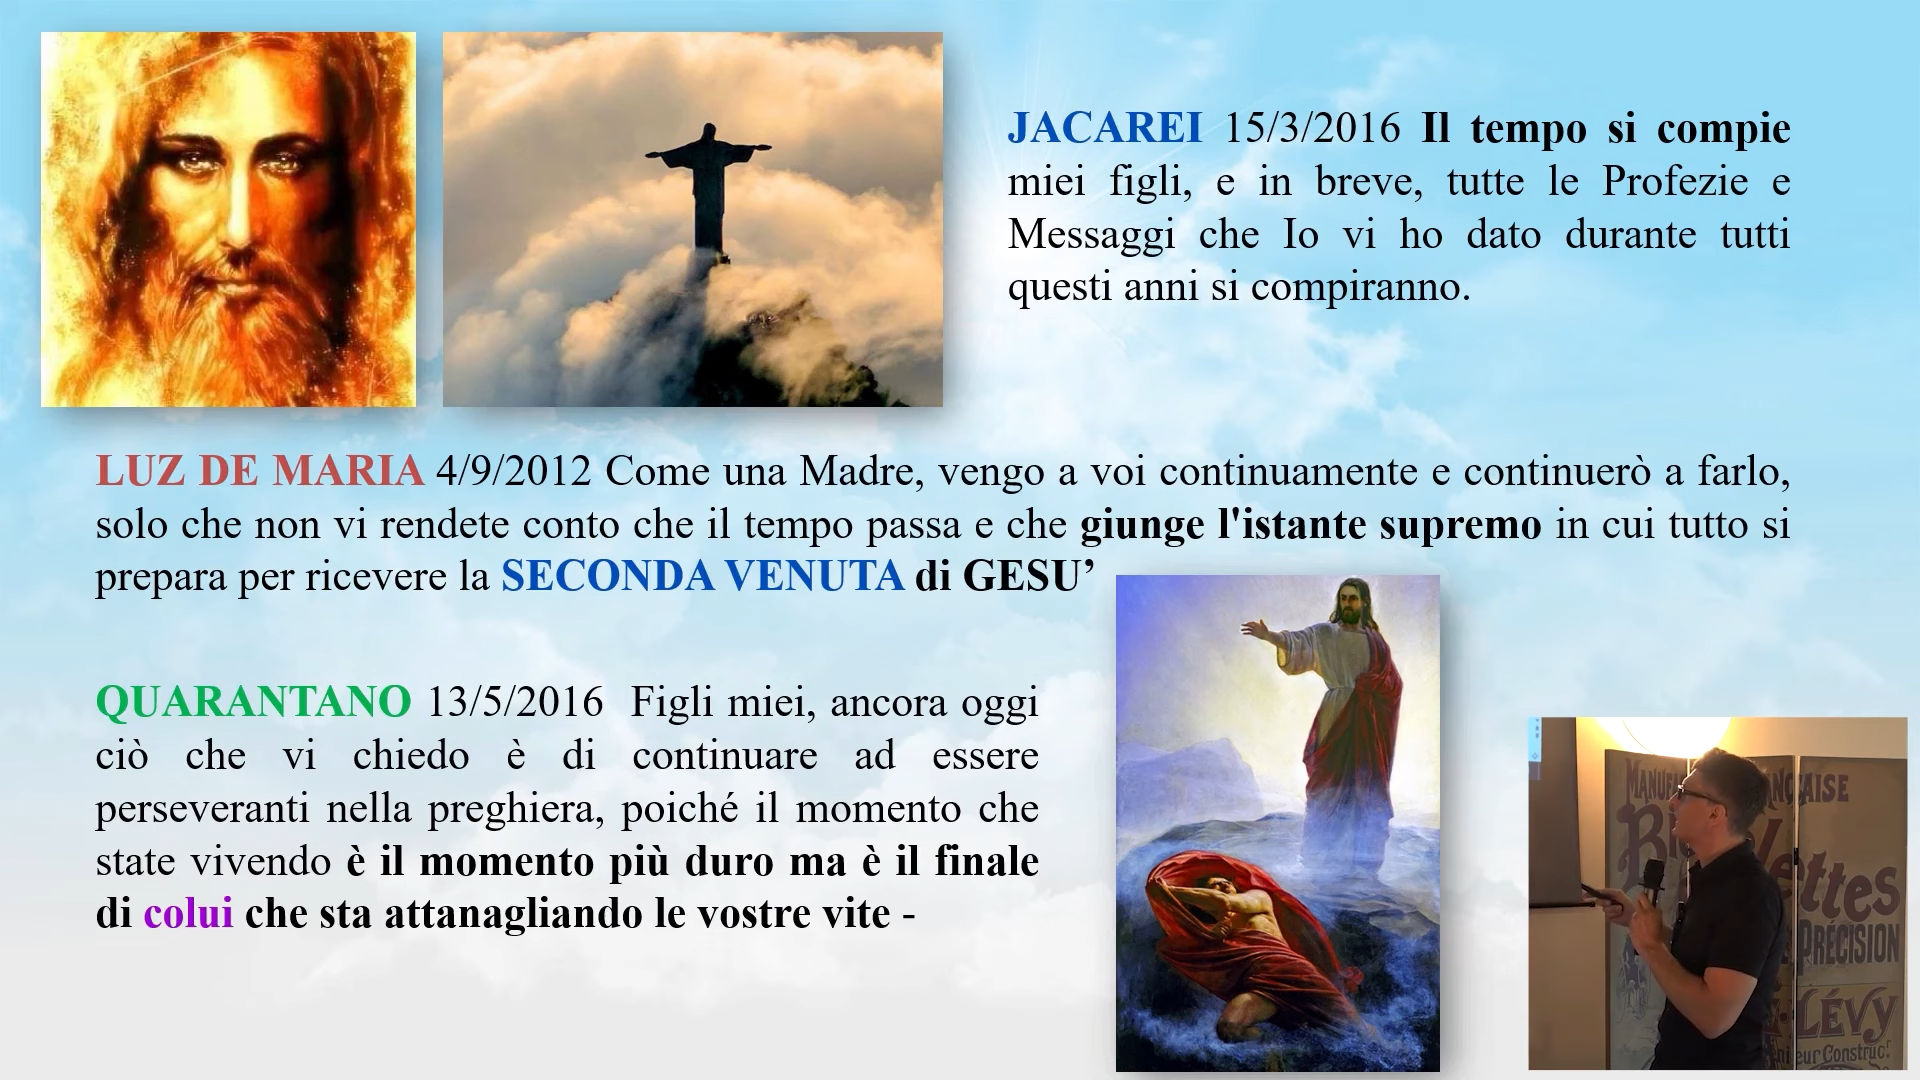 JACAREI 15/3/2016 Il tempo si compie
miei figli, e in breve, tutte le Profezie e
Messaggi che Io vi ho dato durante tutti
questi anni si compiranno.
LUZ DE MARIA 4/9/2012 Come una Madre, vengo a voi continuamente e continuerò a farlo,
solo che non vi rendete conto che il tempo passa e che giunge l'istante supremo in cui tutto si
prepara per ricevere la SECONDA VENUTA di GESU’
QUARANTANO 13/5/2016 Figli miei, ancora oggi
ciò che vi chiedo è di continuare ad essere
perseveranti nella preghiera, poiché il momento che
state vivendo è il momento più duro ma è il finale
di colui che sta attanagliando le vostre vite -
PRÉCISION
LÉVY